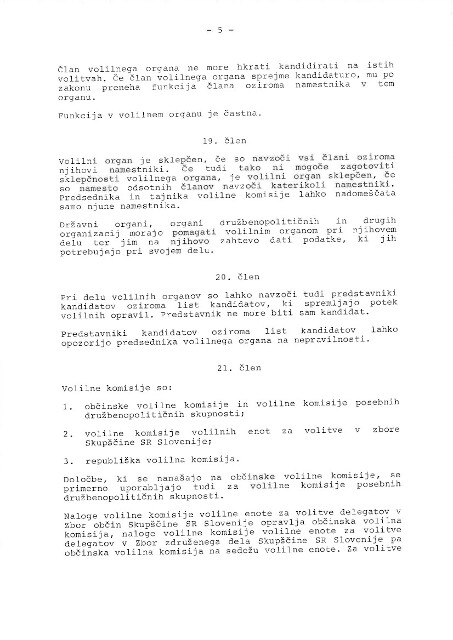 - 5 -
Član volilnega organa ne more hkrati kandidirati na istih
volitvah. Če član volilnega organa sprejme kandidaturo, mu po
zakonu preneha funkcija člana oziroma namestnika v tem
organu.
Funkcija v volilnem organu je častna.
19. člen
Volilni organ je sklepčen, če so navzoči vsi člani oziroma
njihovi namestniki. Če tudi tako ni mogoče zagotoviti
sklepčnosti volilnega organa, je volilni organ sklepčen, če
so namesto odsotnih članov navzoči katerikoli namestniki.
Predsednika in tajnika volilne komisije lahko nadomeščata
samo njune namestnika.
Državni organi, organi družbenopolitičnih in drugih
organizacij morajo pomagati volilnim organom pri njihovem
delu ter jim na njihovo zahtevo dati podatke, ki jih
potrebujejo pri svojem delu.
20. člen
Pri delu volilnih organov so lahko navzoči tudi predstavniki
kandidatov oziroma list kandidatov, ki spremljajo potek
volilnih opravil. Predstavnik ne more biti sam kandidat.
Predstavniki kandidatov oziroma list kandidatov lahko
opozorijo predsednika volilnega organa na nepravilnosti.
21. člen
Volilne komisije so:
1. občinske volilne komisije in volilne komisije posebnih
družbenopolitičnih skupnosti;
2. volilne komisije volilnih enot za volitve v zbore
Skupščine SR Slovenije;
3. republiška volilna komisija.
Določbe, ki se nanašajo na občinske volilne komisije, se
primerno uporabljajo tudi za volilne komisije posebnih
družbenopolitičnih skupnosti.
Naloge volilne komisije volilne enote za volitve delegatov v
Zbor občin Skupščine SR Slovenije opravlja občinska volilna
komisija, naloge volilne komisije volilne enote za volitve
delegatov v Zbor združenega dela Skupščine SR Slovenije pa
občinska volilna komisija na sedežu volilne enote. Za volitve